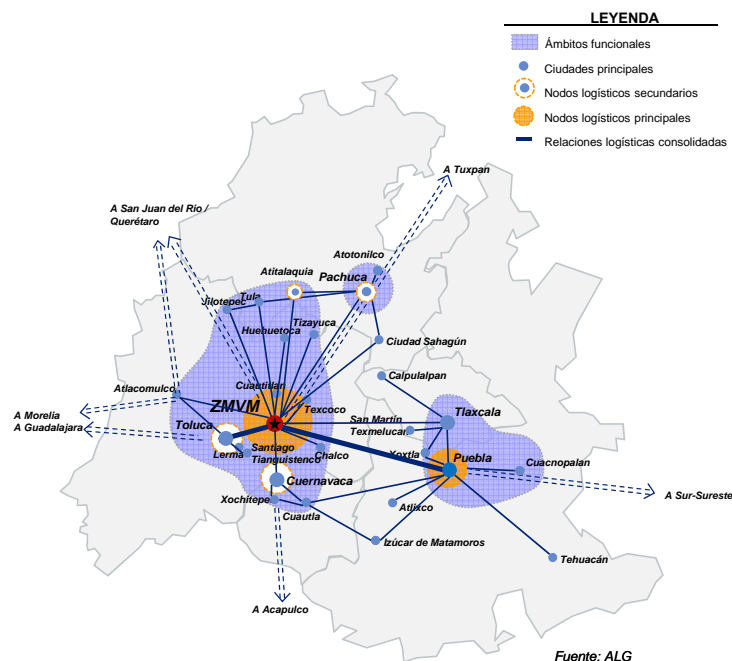 LEYENDA
Ámbitos funcionales
Ciudades principales
Nodos logísticos secundarios
Nodos logísticos principales
Relaciones logísticas consolidadas
A Tuxpan
A San Juan del Rio /
Querétaro
Atotonilco
Atitalaquia
Pachuca
Jilotepec
Tula
Huehuetoca
Tizayuca
Ciudad Sahagún
Calpulalpan
Atlacomulco
Cuautislan
ZMVM
Texcoco
A Morelia
A Guadalajara
Toluca
San Martín
Texmelucan
Tlaxcala
Lerma
Santiago
Tianguistenco
Chalco
Xoxtla
Puebla
Cuacnopalan
Cuernavaca
Xochitepec
Cuautla
Atlixco
A Sur-Sureste
Izúcar de Matamoros
Tehuacán
A Acapulco
Fuente: ALG